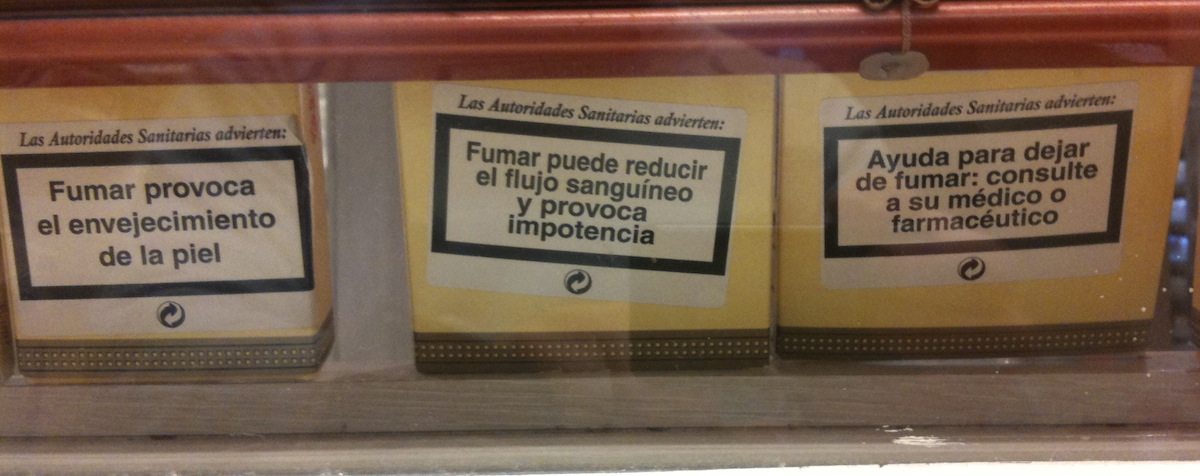 Las Autoridades Sanitarias advierten:
Fumar provoca
el envejecimiento
de la piel
Las Autoridades Sanitarias advierten:
Fumar puede reducir
el flujo sanguíneo
y provoca
impotencia
Las Autoridades Sanitarias advierten:
Ayuda para dejar
de fumar: consulte
a su médico o
farmacéutico